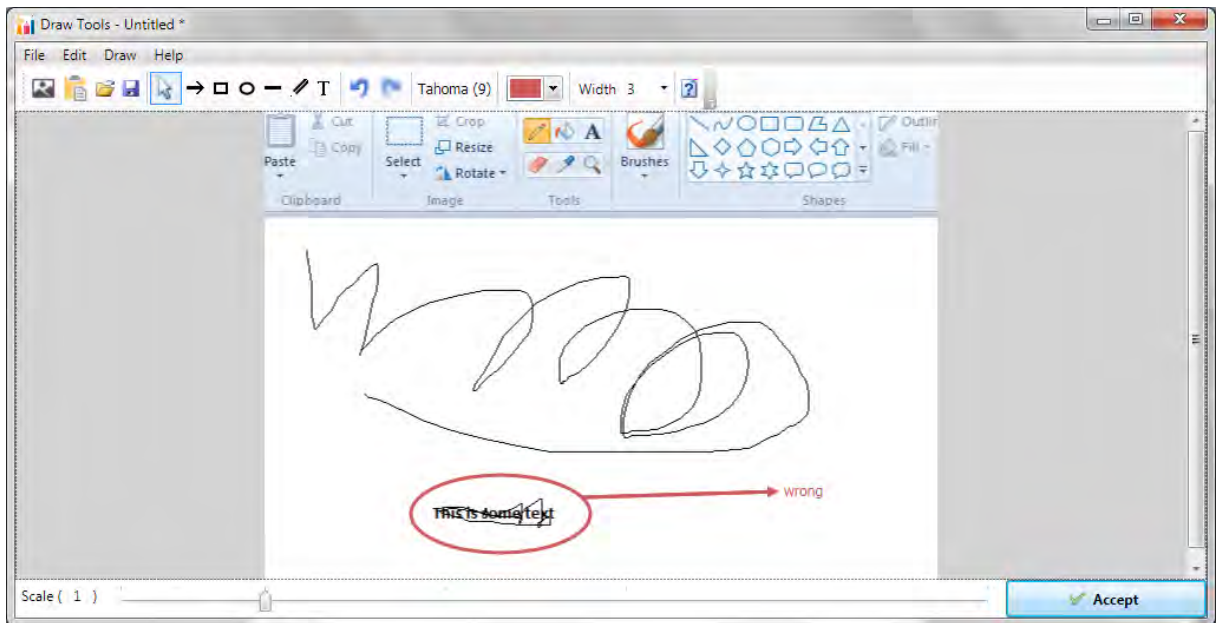 Draw Tools - Untitled *
File Edit Draw Help
T Tahoma (9) Width 3
Cut Crop A Outlin
Paste Copy Select Resize Brushes Fill
Rotate
Clipboard Image Tools Shapes
This is some text
wrong
Scale ( 1 ) Accept